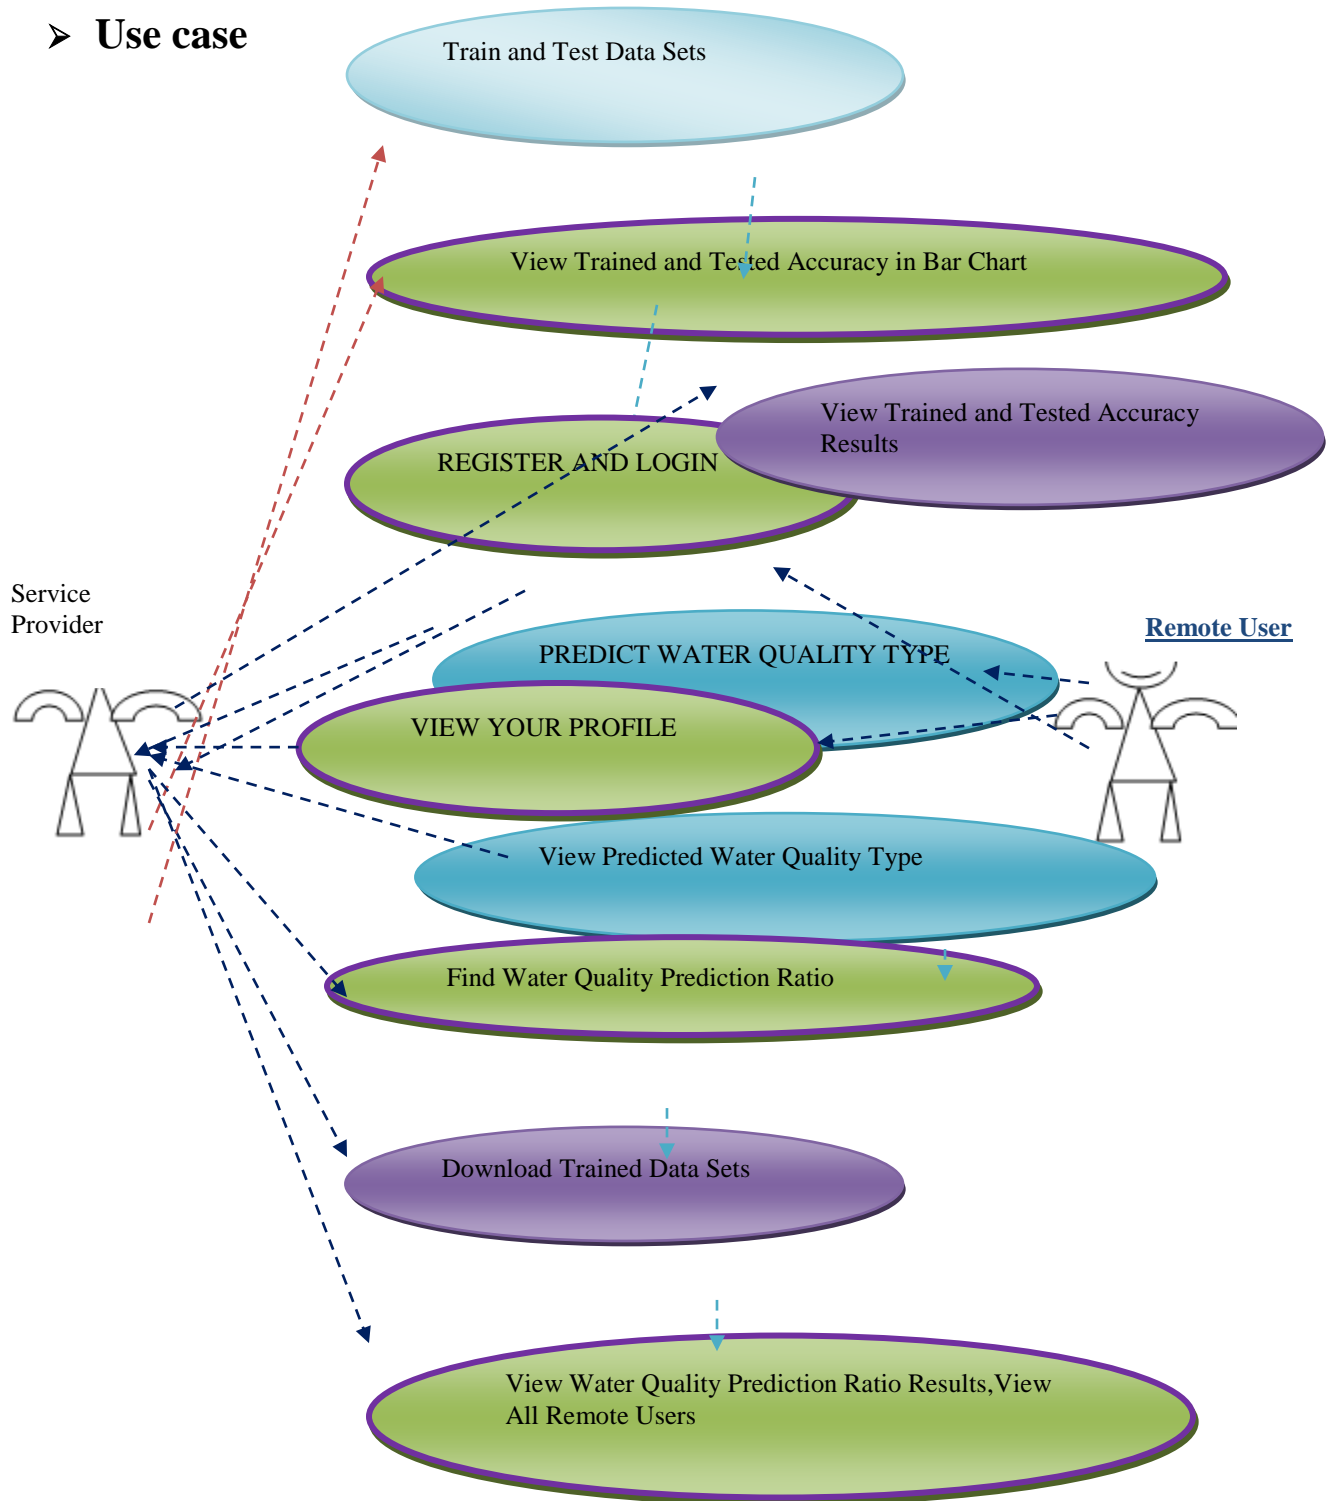 Use case
Train and Test Data Sets
View Trained and Tested Accuracy in Bar Chart
View Trained and Tested Accuracy
Results
REGISTER AND LOGIN
Service
Provider
Remote User
PREDICT WATER QUALITY TYPE
VIEW YOUR PROFILE
View Predicted Water Quality Type
Find Water Quality Prediction Ratio
Download Trained Data Sets
View Water Quality Prediction Ratio Results,View
All Remote Users